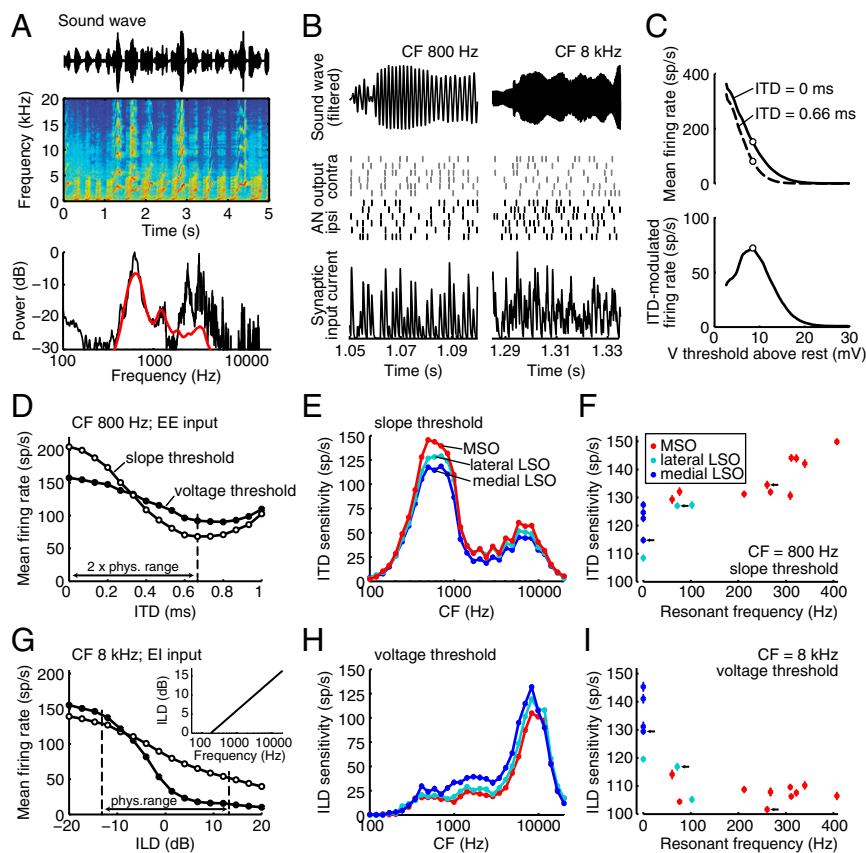 A
Sound wave
Frequency (kHz)
20
15
10
5
0
0 1 2 3 4 5
Time (s)
Power (dB)
0
−10
−20
−30
100 1000 10000
Frequency (Hz)
B
CF 800 Hz
CF 8 kHz
Sound wave
(filtered)
AN output
ipsi contra
Synaptic
input current
1.05 1.07 1.09
Time (s)
1.29 1.31 1.33
Time (s)
C
Mean firing rate (sp/s)
400
200
0
ITD = 0 ms
ITD = 0.66 ms
ITD-modulated
firing rate (sp/s)
100
50
0
0 10 20 30
V threshold above rest (mV)
D
CF 800 Hz; EE input
Mean firing rate (sp/s)
200
150
100
50
0
slope threshold
voltage threshold
2 x phys. range
0 0.2 0.4 0.6 0.8 1
ITD (ms)
E
slope threshold
ITD sensitivity (sp/s)
150
125
100
75
50
25
0
MSO
lateral LSO
medial LSO
100 1000 10000
CF (Hz)
F
ITD sensitivity (sp/s)
150
140
130
120
110
100
MSO
lateral LSO
medial LSO
CF = 800 Hz
slope threshold
0 100 200 300 400
Resonant frequency (Hz)
G
CF 8 kHz; EI input
Mean firing rate (sp/s)
200
150
100
50
0
ILD (dB)
15
10
5
0
100 1000 10000
Frequency (Hz)
phys.range
−20 −10 0 10 20
ILD (dB)
H
voltage threshold
ILD sensitivity (sp/s)
150
125
100
75
50
25
0
100 1000 10000
CF (Hz)
I
CF = 8 kHz
voltage threshold
ILD sensitivity (sp/s)
150
140
130
120
110
100
0 100 200 300 400
Resonant frequency (Hz)